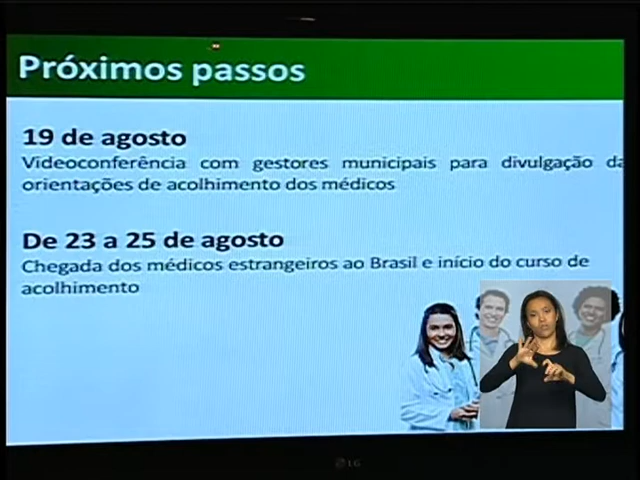 Próximos passos
19 de agosto
Videoconferência com gestores municipais para divulgação da
orientações de acolhimento dos médicos
De 23 a 25 de agosto
Chegada dos médicos estrangeiros ao Brasil e início do curso de
acolhimento
LG